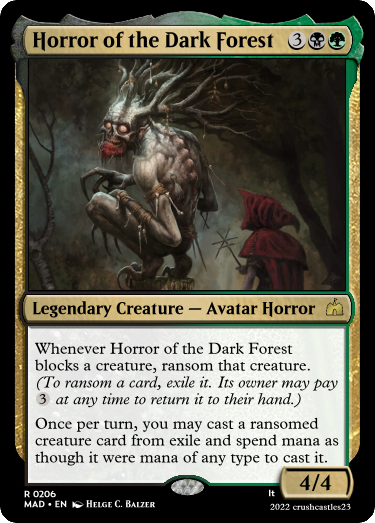 Horror of the Dark Forest 3
Legendary Creature — Avatar Horror
Whenever Horror of the Dark Forest
blocks a creature, ransom that creature.
(To ransom a card, exile it. Its owner may pay
3 at any time to return it to their hand.)
Once per turn, you may cast a ransomed
creature card from exile and spend mana as
though it were mana of any type to cast it.
4/4
R 0206 It
MAD • EN HELGE C. BALZER 2022 crushcastles23